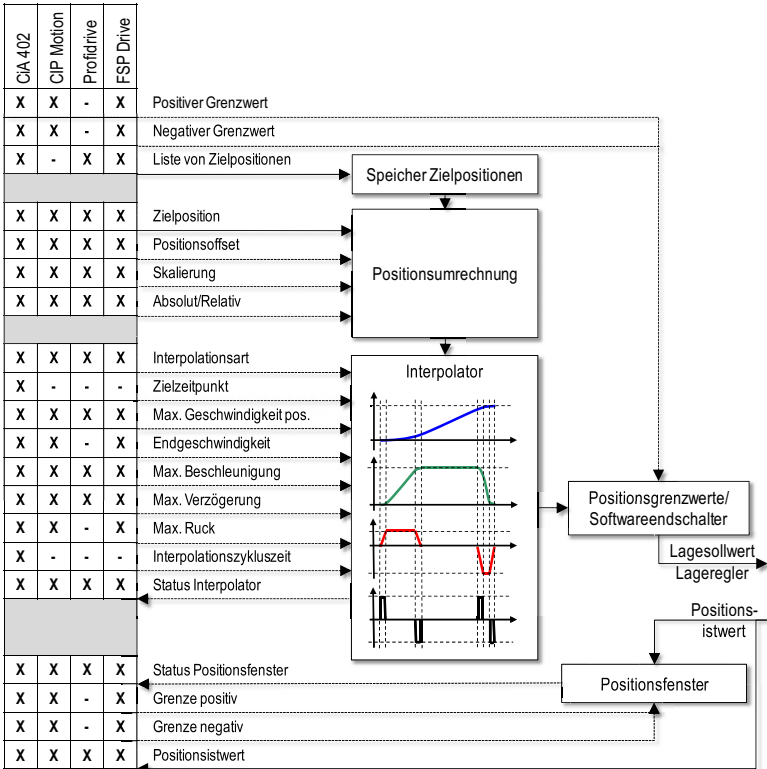 CiA 402 CIP Motion Profidrive FSP Drive
X X - X Positiver Grenzwert
X X - X Negativer Grenzwert
X - X X Liste von Zielpositionen
Speicher Zielpositionen
X X X X Zielposition
X X X X Positionsoffset
X X X X Skalierung
X X X X Absolut/Relativ
Positionsumrechnung
X X X X Interpolationsart
X - - - Zielzeitpunkt
X X X X Max. Geschwindigkeit pos.
X X - X Endgeschwindigkeit
X X X X Max. Beschleunigung
X X X X Max. Verzögerung
X X - X Max. Ruck
X - - - Interpolationszykluszeit
X X X X Status Interpolator
Interpolator
Positionsgrenzwerte/
Softwareendschalter
Lagesollwert
Lageregler
Positions-
istwert
Positionsfenster
X X X X Status Positionsfenster
X X - X Grenze positiv
X X - X Grenze negativ
X X X X Positionsistwert